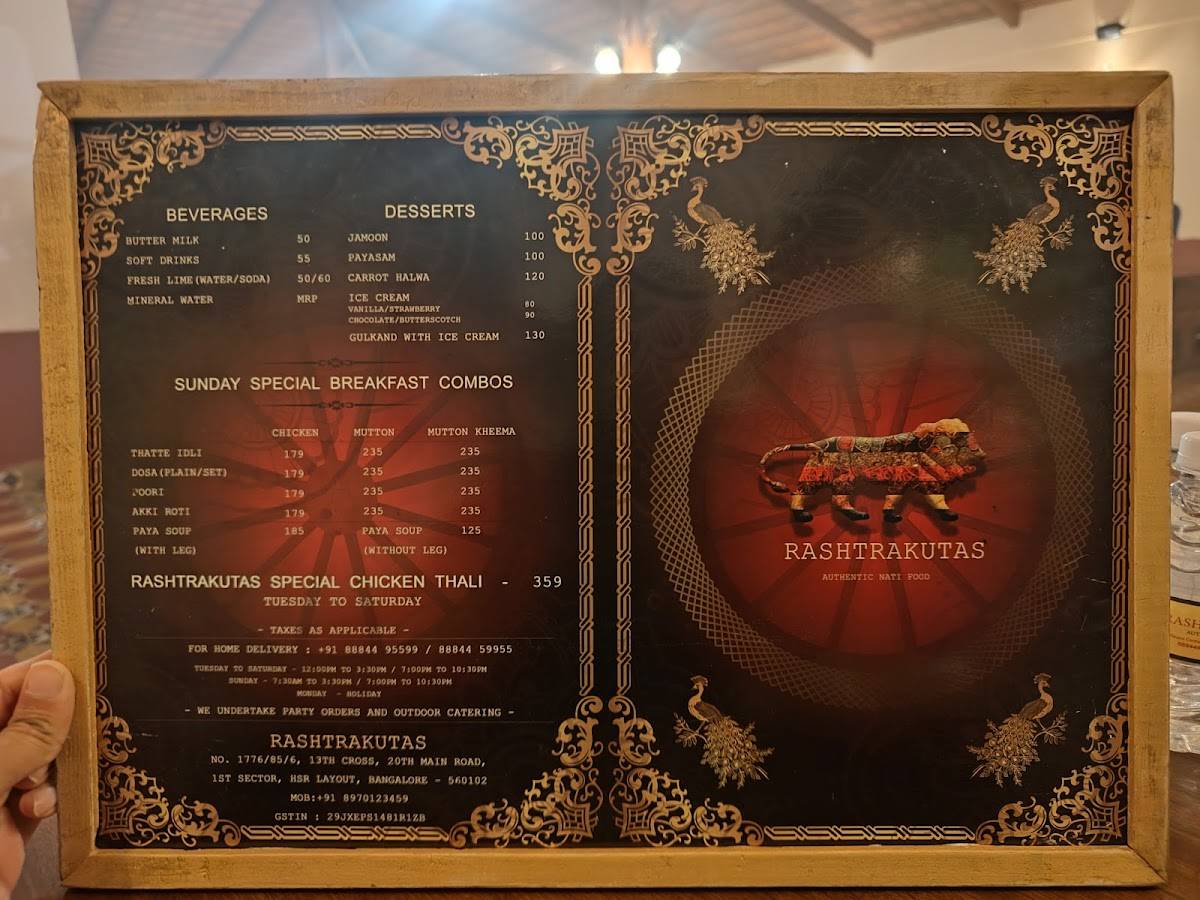 BEVERAGES
BUTTER MILK 50
SOFT DRINKS 55
FRESH LIME(WATER/SODA) 50/60
MINERAL WATER MRP
DESSERTS
JAMOON 100
PAYASAM 100
CARROT HALWA 120
ICE CREAM
VANILLA/STRAWBERRY 80
CHOCOLATE/BUTTERSCOTCH 90
GULKAND WITH ICE CREAM 130
SUNDAY SPECIAL BREAKFAST COMBOS
CHICKEN MUTTON MUTTON KHEEMA
THATTE IDLI 179 235 235
DOSA(PLAIN/SET) 179 235 235
POORI 179 235 235
AKKI ROTI 179 235 235
PAYA SOUP 185 PAYA SOUP 125
(WITH LEG) (WITHOUT LEG)
RASHTRAKUTAS SPECIAL CHICKEN THALI - 359
TUESDAY TO SATURDAY
- TAXES AS APPLICABLE -
FOR HOME DELIVERY : +91 88844 95599 / 88844 59955
TUESDAY TO SATURDAY - 12:00PM TO 3:30PM / 7:00PM TO 10:30PM
SUNDAY - 7:30AM TO 3:30PM / 7:00PM TO 10:30PM
MONDAY - HOLIDAY
- WE UNDERTAKE PARTY ORDERS AND OUTDOOR CATERING -
RASHTRAKUTAS
NO. 1776/85/6, 13TH CROSS, 20TH MAIN ROAD,
1ST SECTOR, HSR LAYOUT, BANGALORE - 560102
MOB:+91 8970123459
GSTIN : 29JXEPS1481R1ZB
RASHTRAKUTAS
AUTHENTIC NATI FOOD